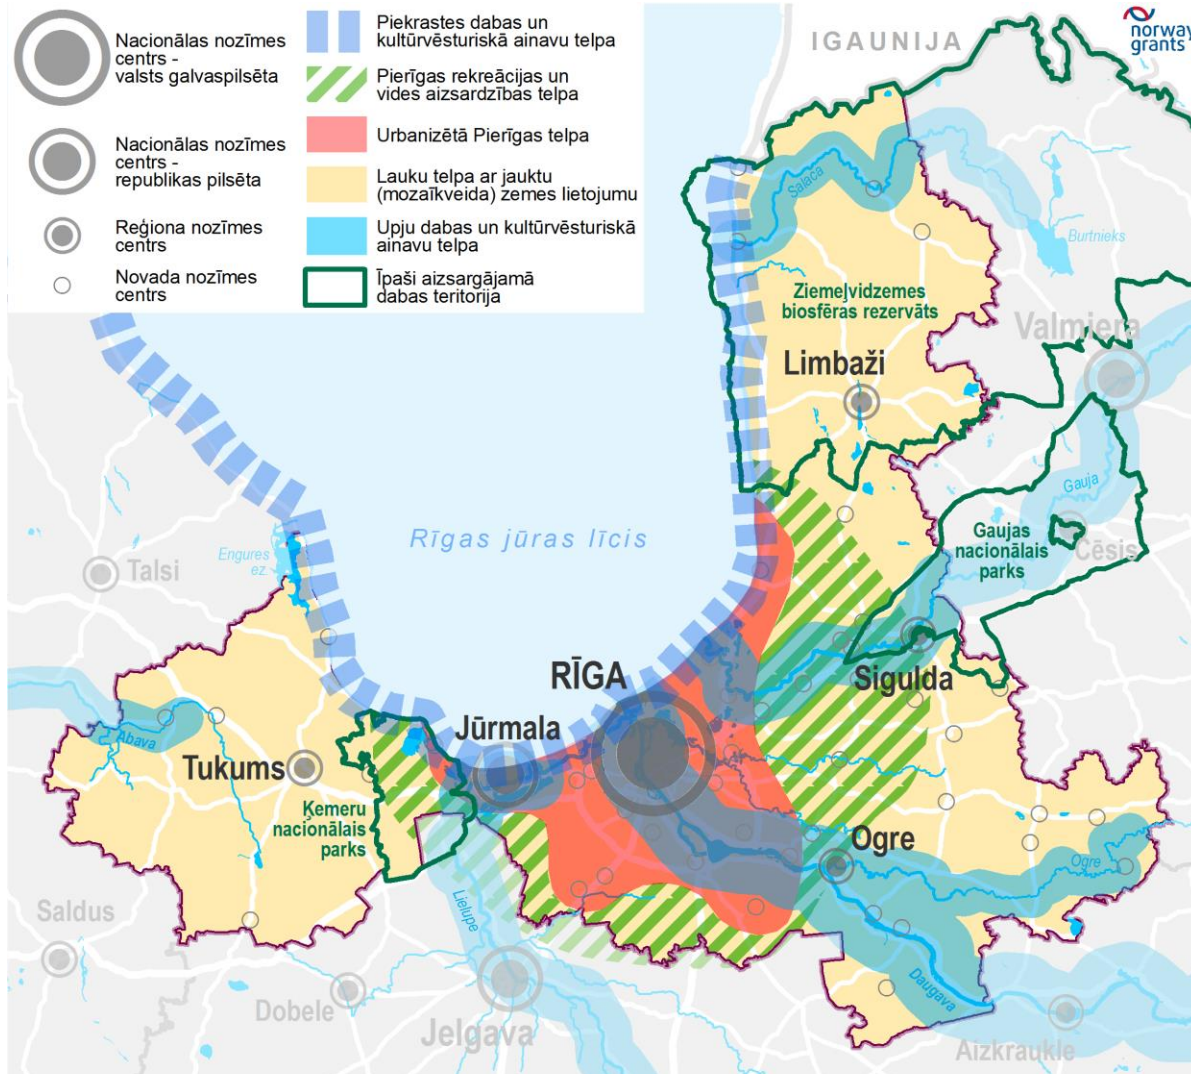 Nacionālas nozīmes
centrs -
valsts galvaspilsēta
Nacionālas nozīmes
centrs -
republikas pilsēta
Reģiona nozīmes
centrs
Novada nozīmes
centrs
Piekrastes dabas un
kultūrvēsturiskā ainavu telpa
Pierīgas rekreācijas un
vides aizsardzības telpa
Urbanizētā Pierīgas telpa
Lauku telpa ar jauktu
(mozaīkveida) zemes lietojumu
Upju dabas un kultūrvēsturiskā
ainavu telpa
Īpaši aizsargājamā
dabas teritorija
IGAUNIJA
norway
grants
Salaca
Burtnieks
Ziemeļvidzemes
biosfēras rezervāts
Valmiera
Limbaži
Gauja
Gaujas
nacionālais
parks
Cēsis
Rīgas jūras līcis
Engures
ez.
Talsi
Sigulda
RĪGA
Jūrmala
Abava
Tukums
Ķemeru
nacionālais
parks
Ogre
Ogre
Lielupe
Saldus
Daugava
Dobele
Jelgava
Aizkraukle